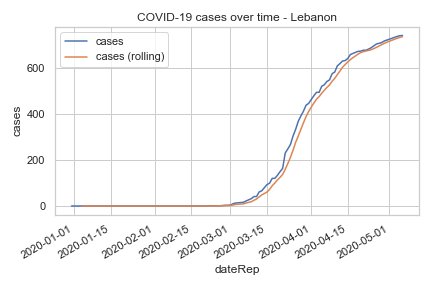 COVID-19 cases over time - Lebanon
cases
cases (rolling)
cases
600
400
200
0
2020-01-01
2020-01-15
2020-02-01
2020-02-15
2020-03-01
2020-03-15
2020-04-01
2020-04-15
2020-05-01
dateRep